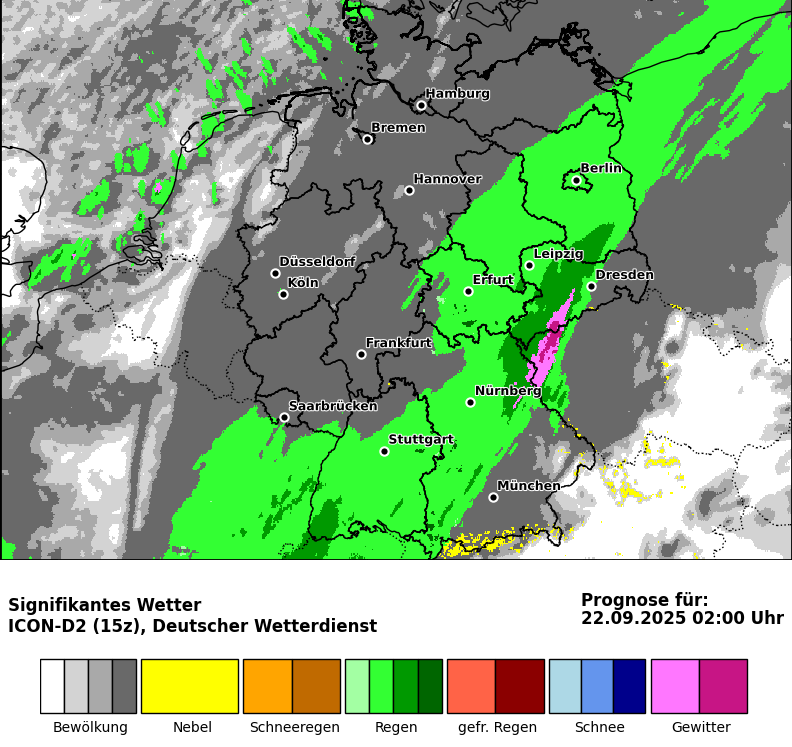 Hamburg
Bremen
Berlin
Hannover
Leipzig
Düsseldorf
Dresden
Erfurt
Köln
Frankfurt
Nürnberg
Saarbrücken
Stuttgart
München
Signifikantes Wetter
ICON-D2 (15z), Deutscher Wetterdienst
Prognose für:
22.09.2025 02:00 Uhr
Bewölkung Nebel Schneeregen Regen gefr. Regen Schnee Gewitter